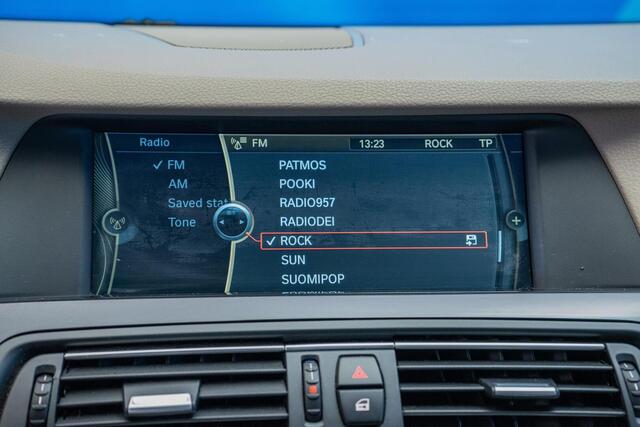 Radio
FM 13:23 ROCK TP
FM
AM
Saved stat
Tone
PATMOS
POOKI
RADIO957
RADIODEI
ROCK
SUN
SUOMIPOP